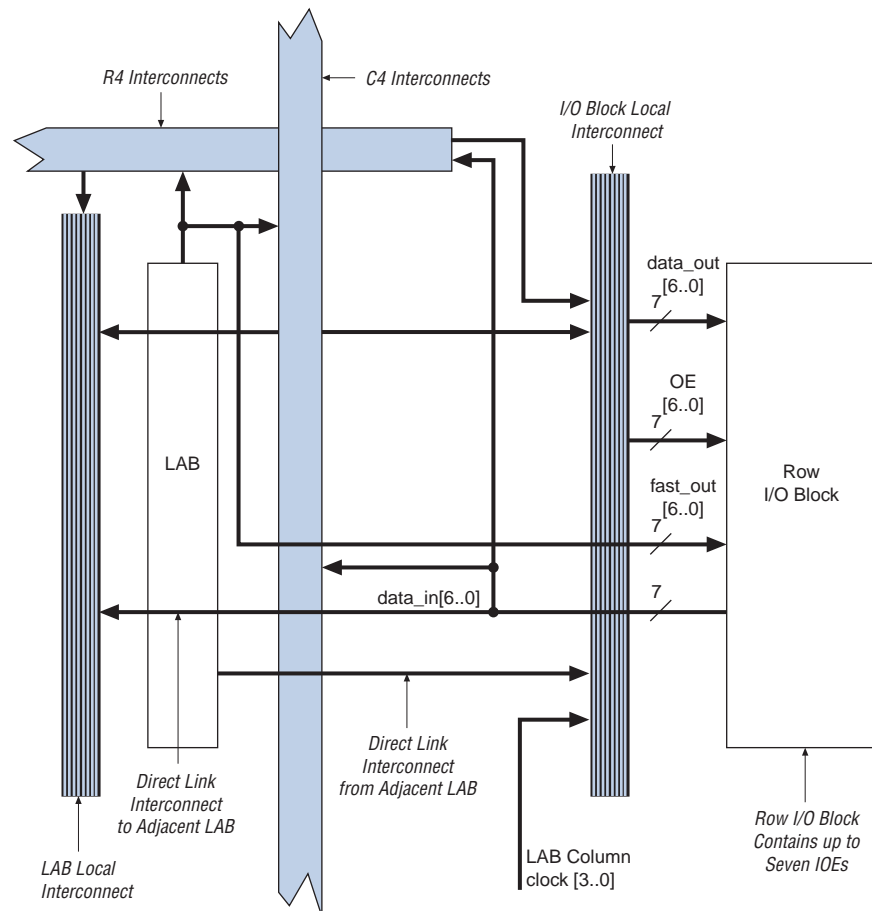 R4 Interconnects
C4 Interconnects
I/O Block Local
Interconnect
data_out
[6..0]
7
OE
[6..0]
7
LAB
Row
I/O Block
fast_out
[6..0]
7
data_in[6..0]
7
Direct Link
Interconnect
to Adjacent LAB
Direct Link
Interconnect
from Adjacent LAB
Row I/O Block
Contains up to
Seven IOEs
LAB Local
Interconnect
LAB Column
clock [3..0]